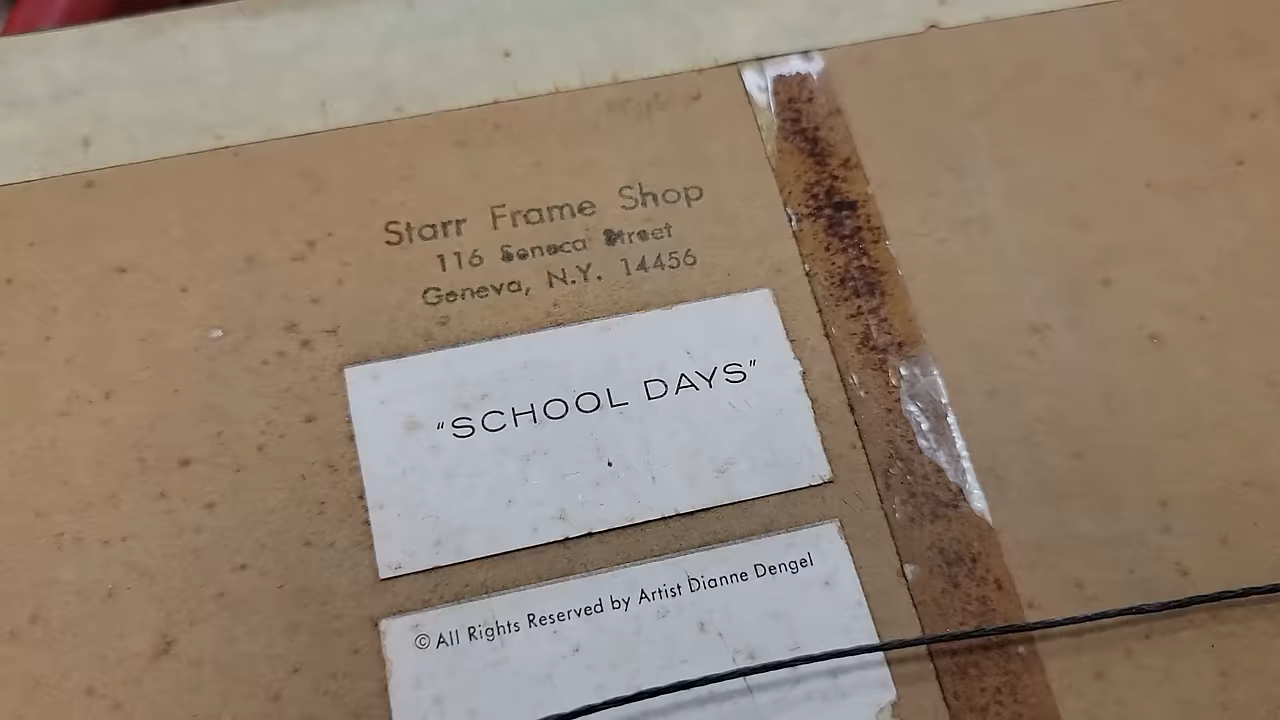 Starr Frame Shop
116 Seneca Street
Geneva, N.Y. 14456
"SCHOOL DAYS"
© All Rights Reserved by Artist Dianne Dengel